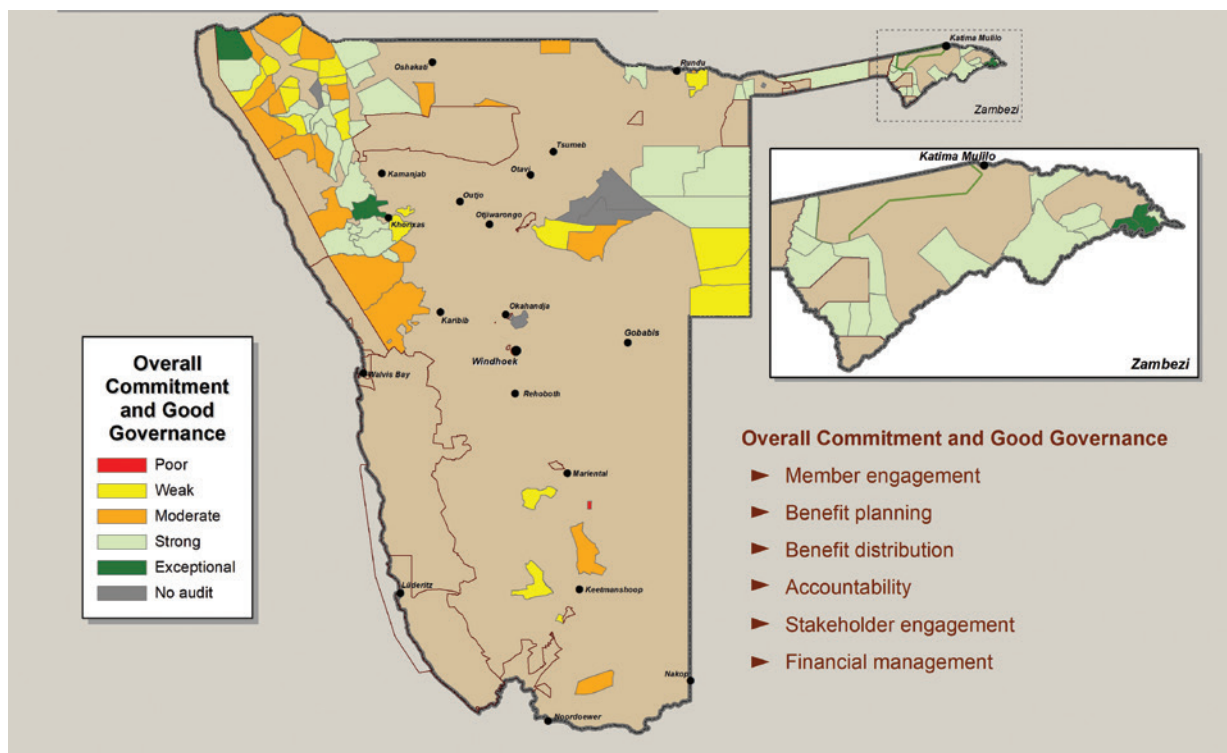 Katima Mulilo
Oshakati
Rundu
Zambezi
Tsumeb
Kamanjab
Otavi
Outjo
Khorixas
Otjiwarongo
Katima Mulilo
Zambezi
Karibib
Okahandja
Gobabis
Windhoek
Walvis Bay
Rehoboth
Mariental
Lüderitz
Keetmanshoop
Nakop
Noordoewer
Overall
Commitment
and Good
Governance
Poor
Weak
Moderate
Strong
Exceptional
No audit
Overall Commitment and Good Governance
► Member engagement
► Benefit planning
► Benefit distribution
► Accountability
► Stakeholder engagement
► Financial management